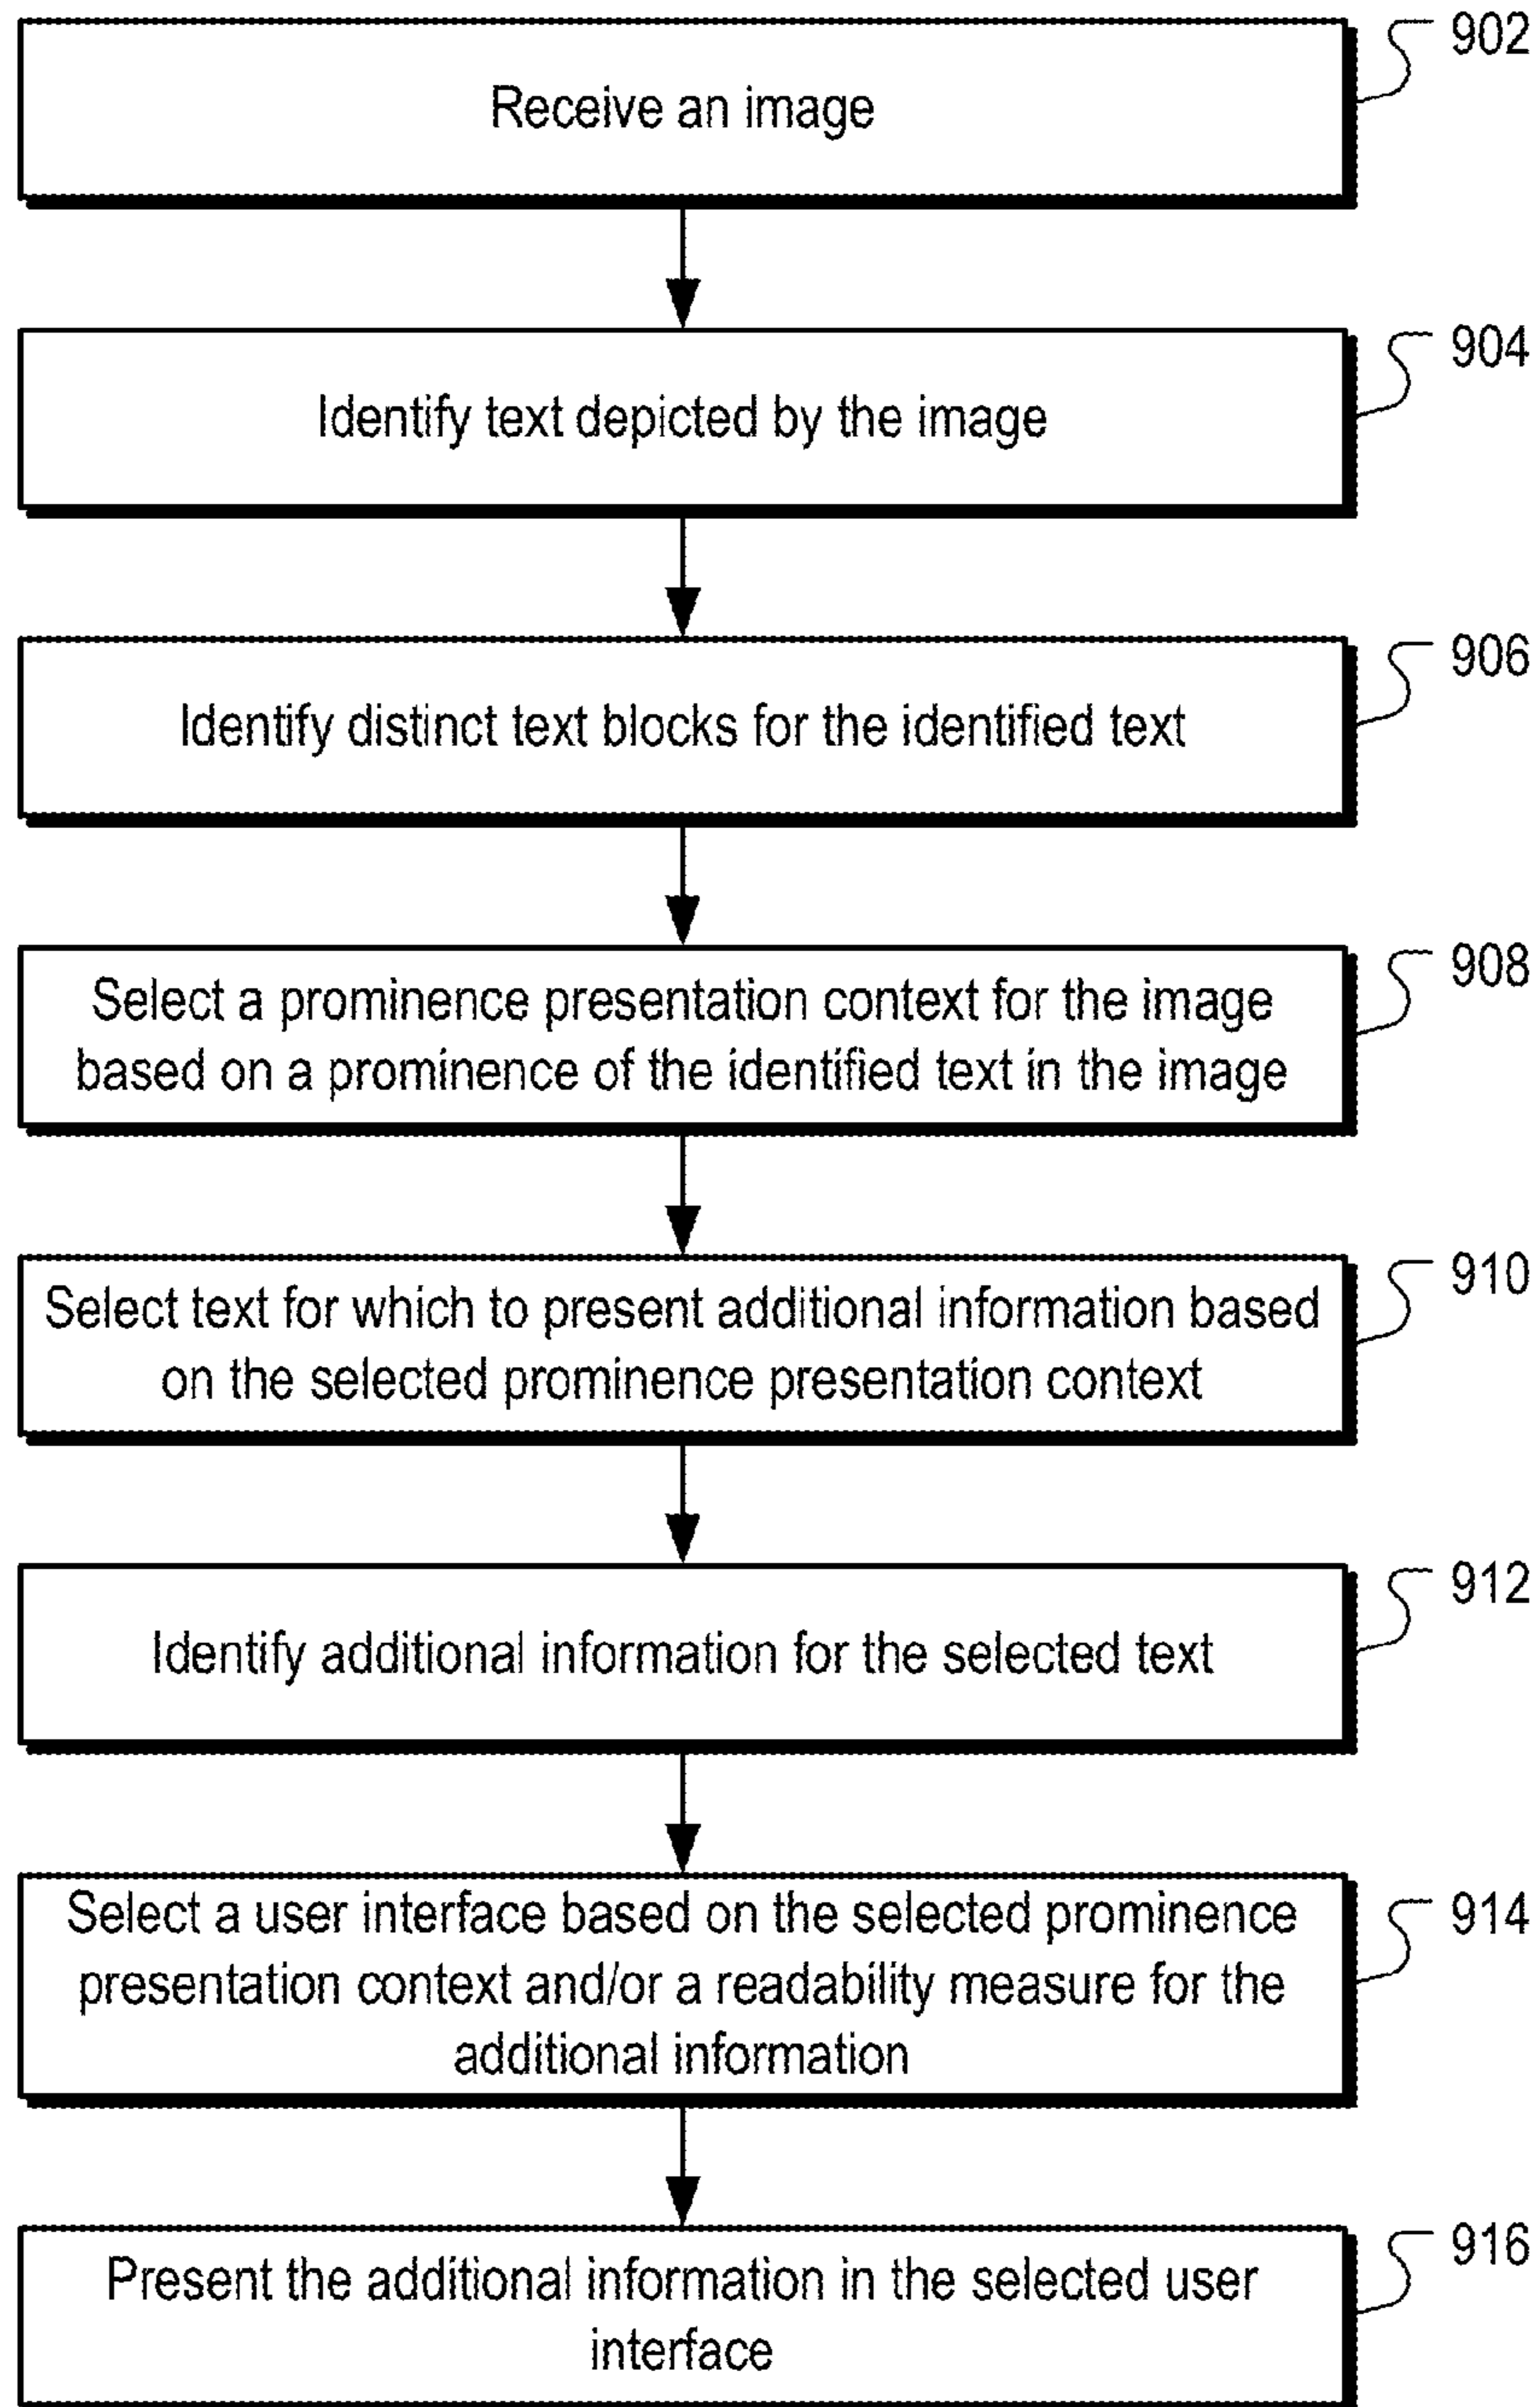 902
Receive an image
904
Identify text depicted by the image
906
Identify distinct text blocks for the identified text
908
Select a prominence presentation context for the image
based on a prominence of the identified text in the image
910
Select text for which to present additional information based
on the selected prominence presentation context
912
Identify additional information for the selected text
914
Select a user interface based on the selected prominence
presentation context and/or a readability measure for the
additional information
916
Present the additional information in the selected user
interface